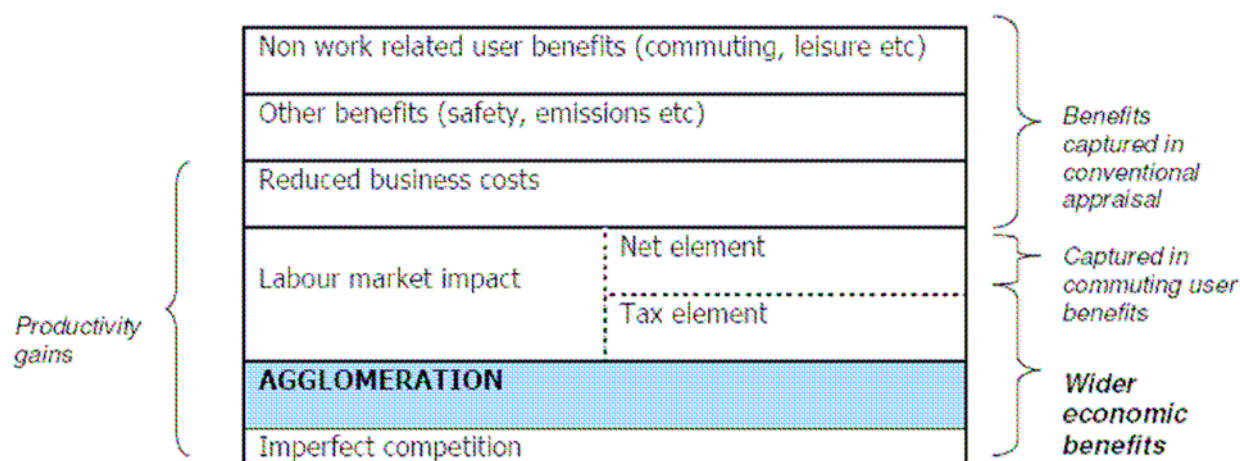 Non work related user benefits (commuting, leisure etc)
Other benefits (safety, emissions etc)
Reduced business costs
Labour market impact
Net element
Tax element
AGGLOMERATION
Imperfect competition
Productivity
gains
Benefits
captured in
conventional
appraisal
Captured in
commuting user
benefits
Wider
economic
benefits